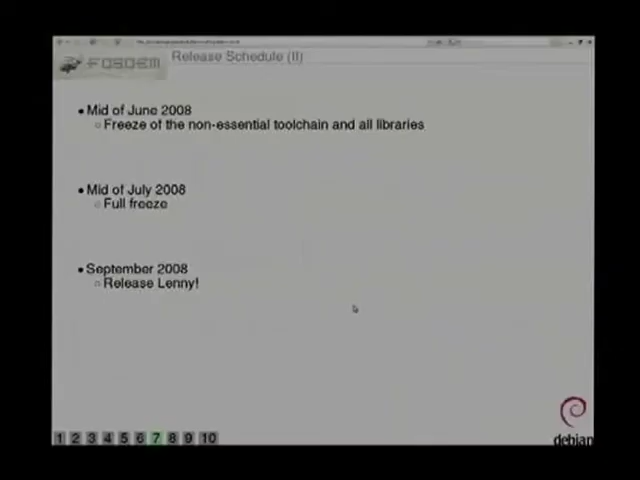 FOSDEM
Release Schedule (II)
Mid of June 2008
Freeze of the non-essential toolchain and all libraries
Mid of July 2008
Full freeze
September 2008
Release Lenny!
debian
1 2 3 4 5 6 7 8 9 10